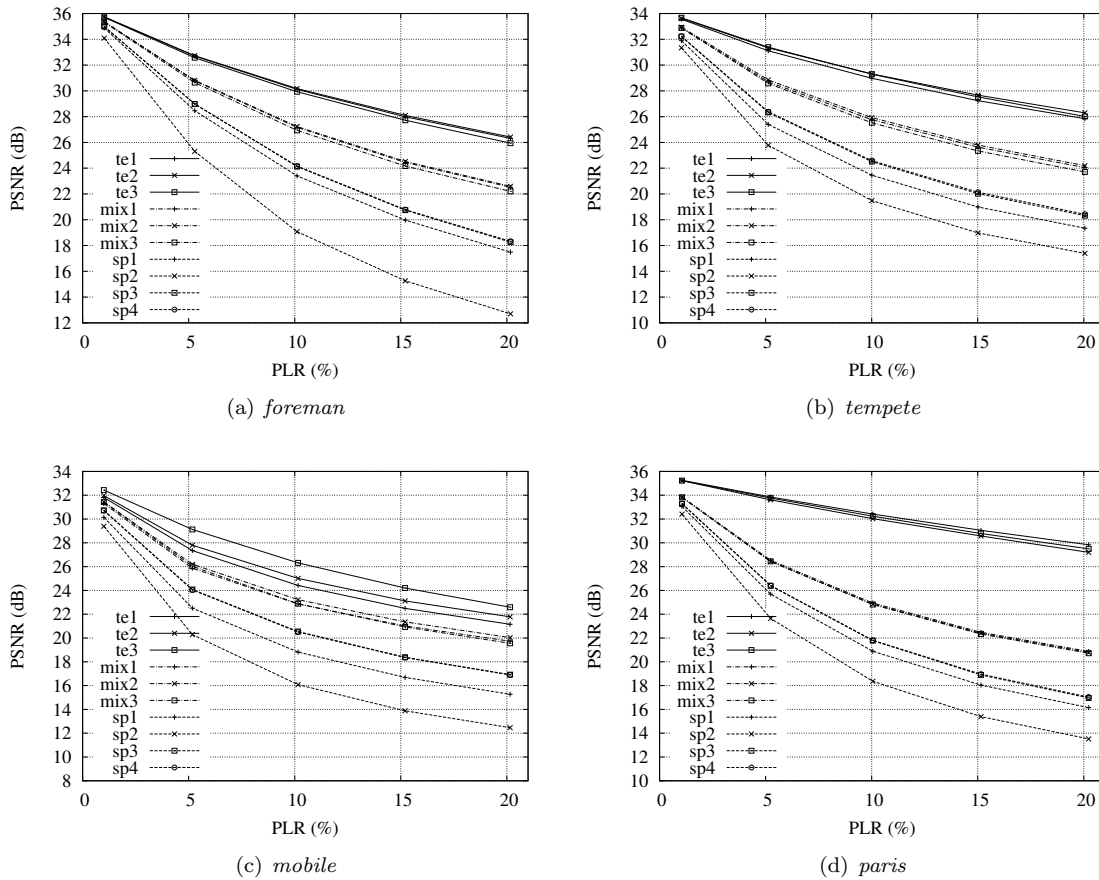 36
34
32
30
28
26
24
22
20
18
16
14
12
PSNR (dB)
te1
te2
te3
mix1
mix2
mix3
sp1
sp2
sp3
sp4
0 5 10 15 20
PLR (%)
(a) foreman
36
34
32
30
28
26
24
22
20
18
16
14
12
10
PSNR (dB)
te1
te2
te3
mix1
mix2
mix3
sp1
sp2
sp3
sp4
0 5 10 15 20
PLR (%)
(b) tempete
34
32
30
28
26
24
22
20
18
16
14
12
10
8
PSNR (dB)
te1
te2
te3
mix1
mix2
mix3
sp1
sp2
sp3
sp4
0 5 10 15 20
PLR (%)
(c) mobile
36
34
32
30
28
26
24
22
20
18
16
14
12
10
PSNR (dB)
te1
te2
te3
mix1
mix2
mix3
sp1
sp2
sp3
sp4
0 5 10 15 20
PLR (%)
(d) paris